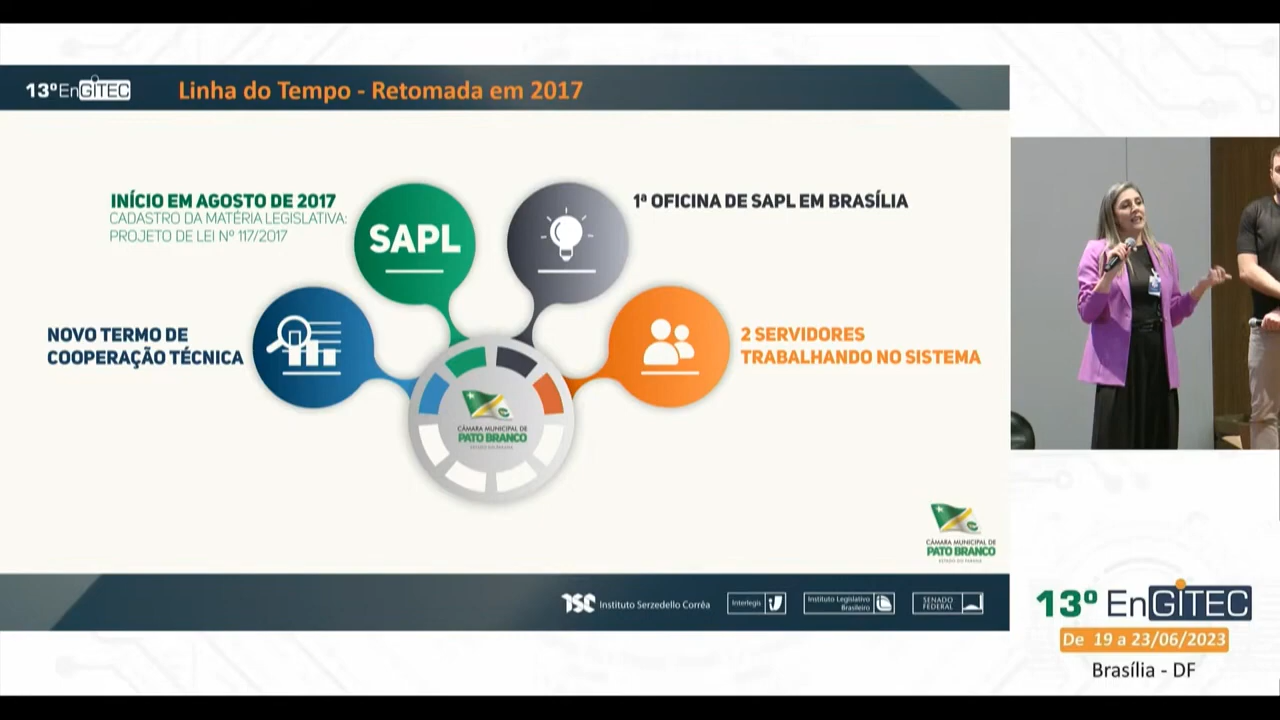 13º EnGITEC
Linha do Tempo - Retomada em 2017
INÍCIO EM AGOSTO DE 2017
CADASTRO DA MATÉRIA LEGISLATIVA:
PROJETO DE LEI Nº 117/2017
SAPL
1ª OFICINA DE SAPL EM BRASÍLIA
NOVO TERMO DE
COOPERAÇÃO TÉCNICA
2 SERVIDORES
TRABALHANDO NO SISTEMA
CÂMARA MUNICIPAL DE
PATO BRANCO
CÂMARA MUNICIPAL DE
PATO BRANCO
ESTADO DO PARANÁ
ISC Instituto Serzedello Corrêa
Interlegis
Instituto Legislativo
Brasileiro
SENADO
FEDERAL
13º EnGITEC
De 19 a 23/06/2023
Brasília - DF